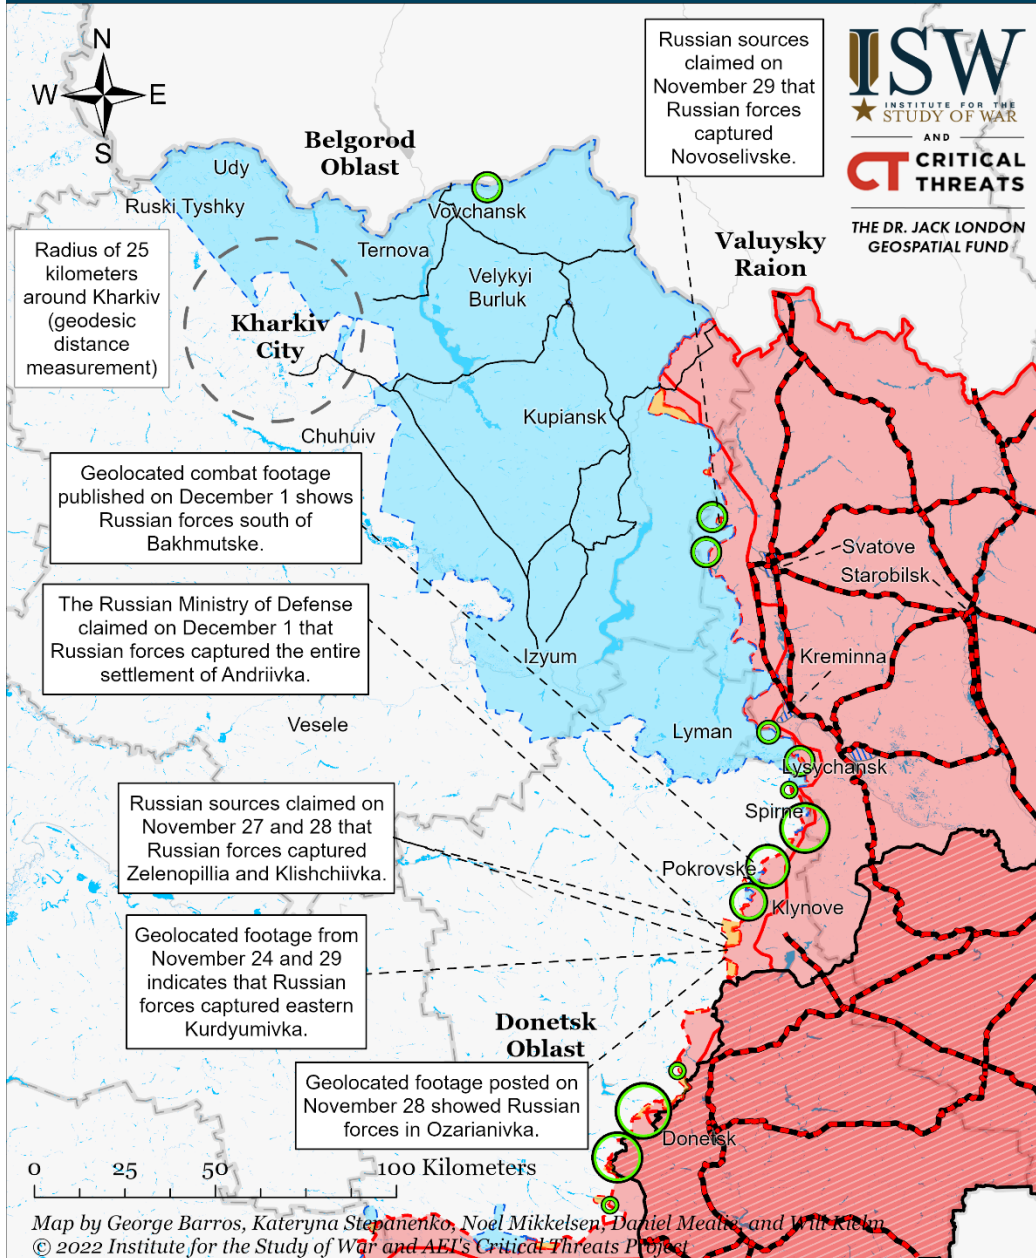 N
W E
S
Russian sources
claimed on
November 29 that
Russian forces
captured
Novoselivske.
ISW
INSTITUTE FOR THE
STUDY OF WAR
AND
CT CRITICAL
THREATS
THE DR. JACK LONDON
GEOSPATIAL FUND
Belgorod
Oblast
Udy
Ruski Tyshky
Vovchansk
Ternova
Velykyi
Burluk
Valuysky
Raion
Radius of 25
kilometers
around Kharkiv
(geodesic
distance
measurement)
Kharkiv
City
Kupiansk
Chuhuiv
Geolocated combat footage
published on December 1 shows
Russian forces south of
Bakhmutske.
Svatove
Starobilsk
The Russian Ministry of Defense
claimed on December 1 that
Russian forces captured the entire
settlement of Andriivka.
Izyum
Kreminna
Vesele
Lyman
Lysychansk
Russian sources claimed on
November 27 and 28 that
Russian forces captured
Zelenopillia and Klishchiivka.
Spirne
Pokrovske
Klynove
Geolocated footage from
November 24 and 29
indicates that Russian
forces captured eastern
Kurdyumivka.
Donetsk
Oblast
Geolocated footage posted on
November 28 showed Russian
forces in Ozarianivka.
Donetsk
0 25 50 100 Kilometers
Map by George Barros, Kateryna Stepanenko, Noel Mikkelsen, Daniel Mealie, and Will Kielm
© 2022 Institute for the Study of War and AEI's Critical Threats Project